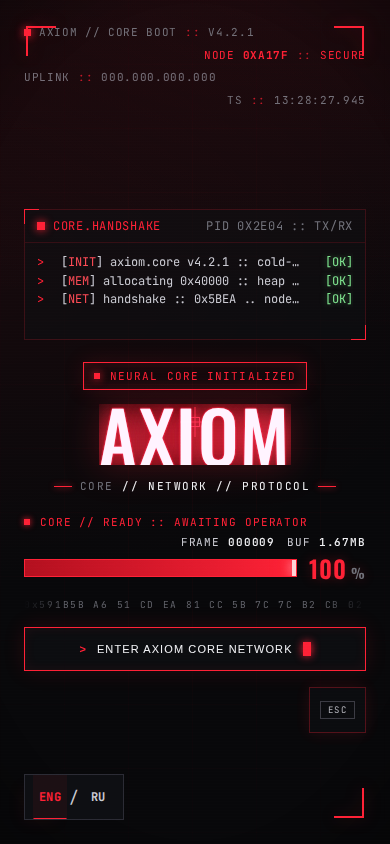 AXIOM // CORE BOOT :: V4.2.1
NODE 0XA17F :: SECURE
UPLINK :: 000.000.000.000
TS :: 13:28:27.945
CORE.HANDSHAKE PID 0X2E04 :: TX/RX
> [INIT] axiom.core v4.2.1 :: cold-… [OK]
> [MEM] allocating 0x40000 :: heap … [OK]
> [NET] handshake :: 0x5BEA .. node… [OK]
NEURAL CORE INITIALIZED
AXIOM
CORE // NETWORK // PROTOCOL
CORE // READY :: AWAITING OPERATOR
FRAME 000009 BUF 1.67MB
100 %
0x591B5B A6 51 CD EA 81 CC 5B 7C 7C B2 CB 02
> ENTER AXIOM CORE NETWORK
ESC
ENG / RU